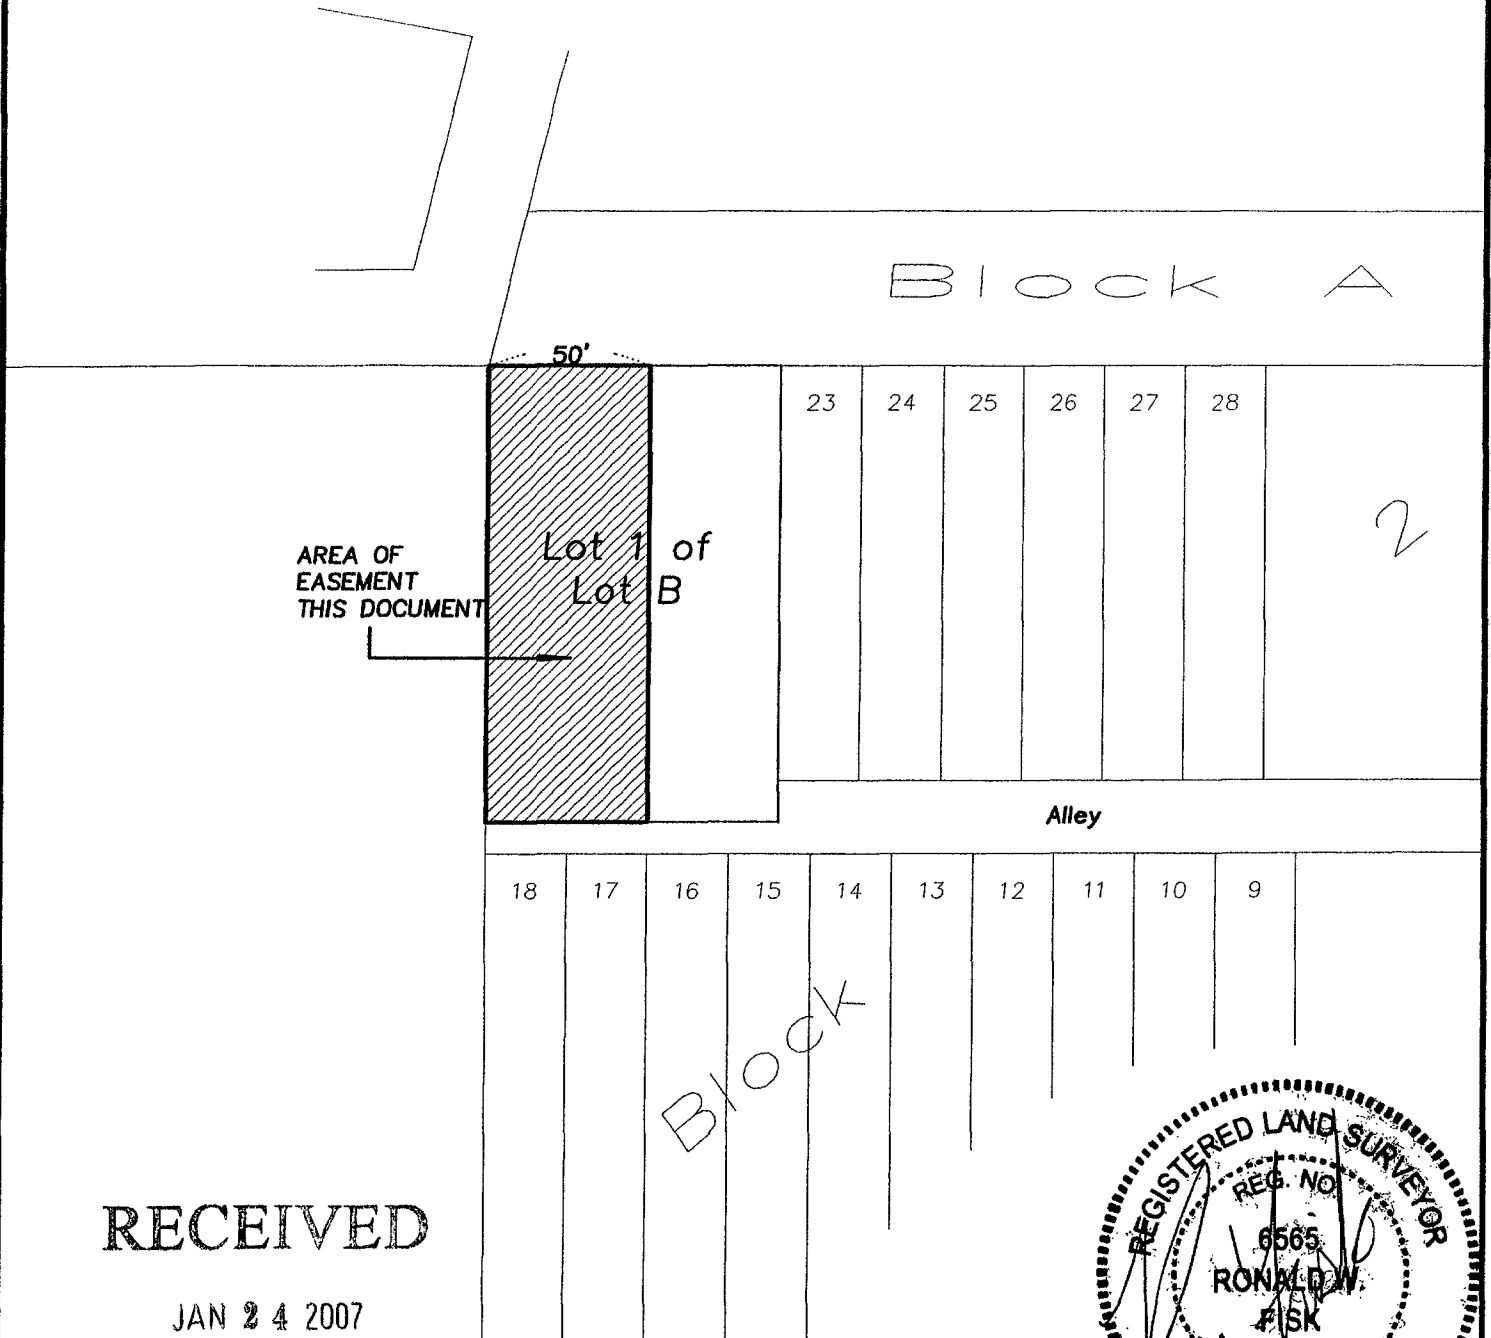 Block A
50'
23 24 25 26 27 28
2
Lot 1 of
Lot B
AREA OF
EASEMENT
THIS DOCUMENT
Alley
18 17 16 15 14 13 12 11 10 9
Block
REGISTERED LAND SURVEYOR
REG. NO.
6565
RONALD W.
FISK
RECEIVED
JAN 24 2007